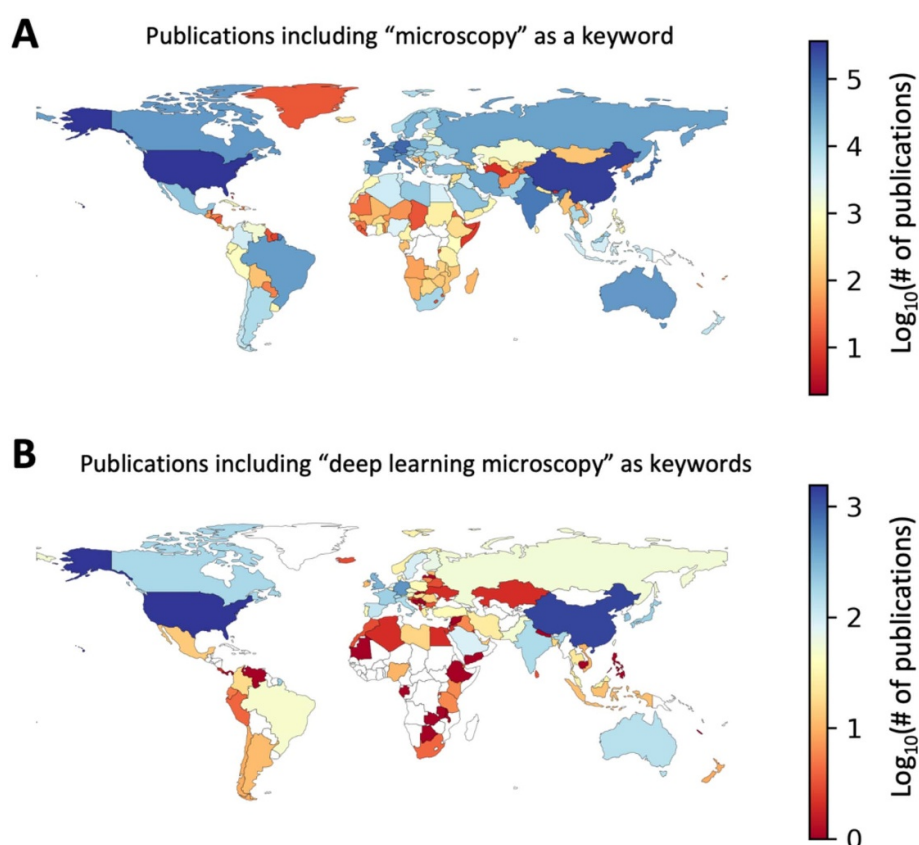 A
Publications including “microscopy” as a keyword
5
4
3
2
1
Log10(# of publications)
B
Publications including “deep learning microscopy” as keywords
3
2
1
0
Log10(# of publications)